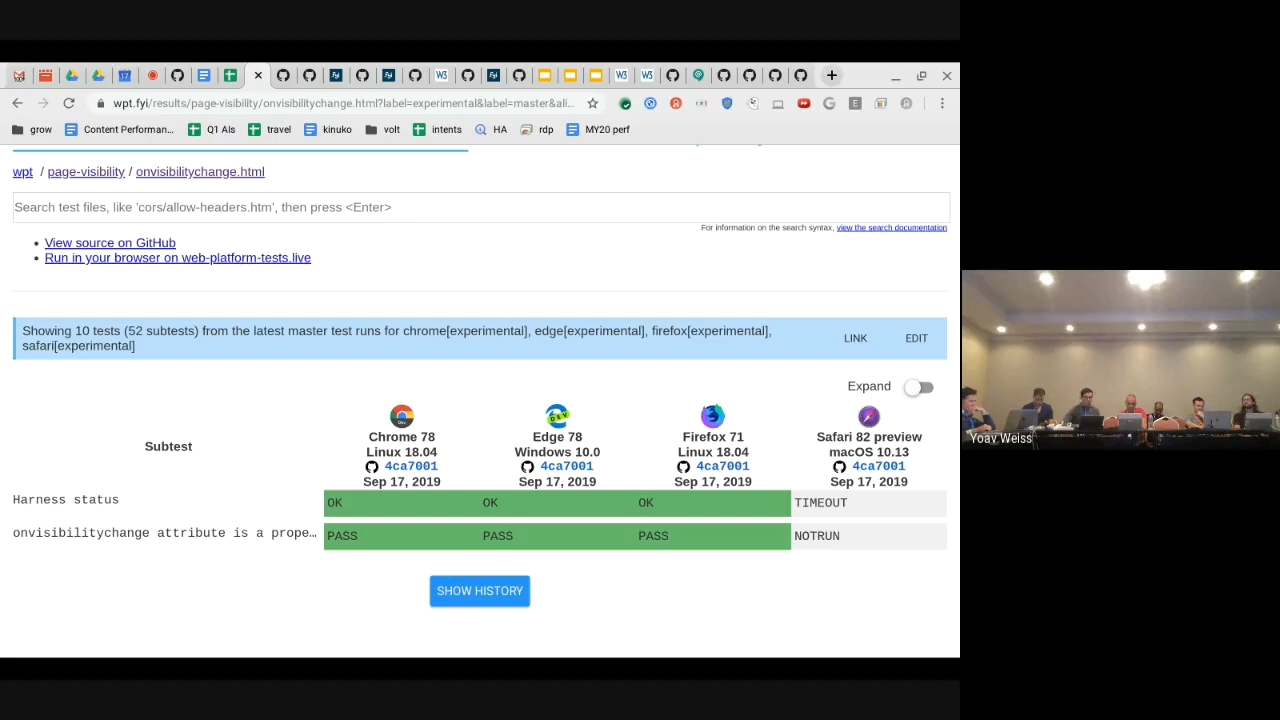 wpt.fyi/results/page-visibility/onvisibilitychange.html?label=experimental&label=master&ali...
grow Content Performan... Q1 AIs travel kinuko volt intents HA rdp MY20 perf
wpt / page-visibility / onvisibilitychange.html
Search test files, like 'cors/allow-headers.htm', then press <Enter>
For information on the search syntax, view the search documentation
View source on GitHub
Run in your browser on web-platform-tests.live
Showing 10 tests (52 subtests) from the latest master test runs for chrome[experimental], edge[experimental], firefox[experimental],
safari[experimental]
LINK EDIT
Expand
Subtest
Chrome 78 Edge 78 Firefox 71 Safari 82 preview
Linux 18.04 Windows 10.0 Linux 18.04 macOS 10.13
4ca7001 4ca7001 4ca7001 4ca7001
Sep 17, 2019 Sep 17, 2019 Sep 17, 2019 Sep 17, 2019
Harness status OK OK OK TIMEOUT
onvisibilitychange attribute is a prope… PASS PASS PASS NOTRUN
SHOW HISTORY
Yoav Weiss